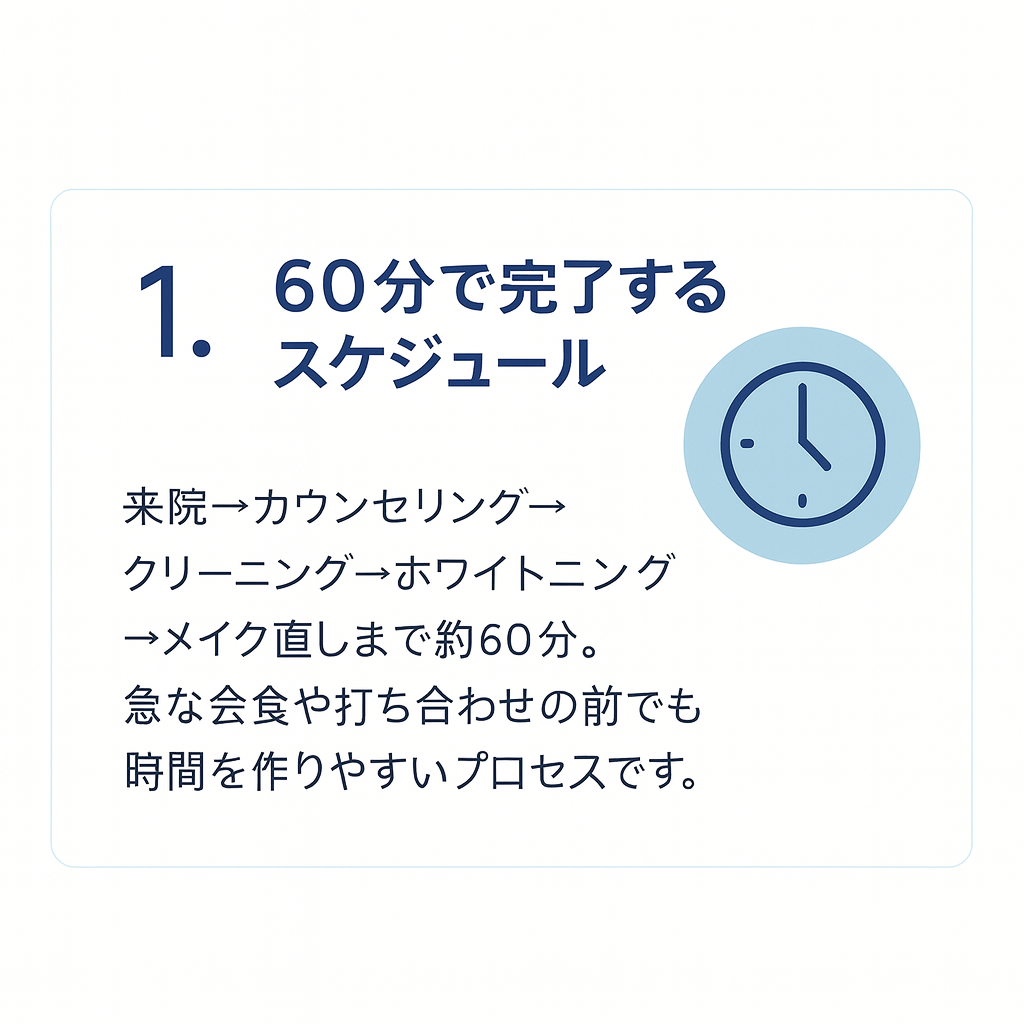 1.
60分で完了する
スケジュール
来院→カウンセリング→
クリーニング→ホワイトニング
→メイク直しまで約60分。
急な会食や打ち合わせの前でも
時間を作りやすいプロセスです。